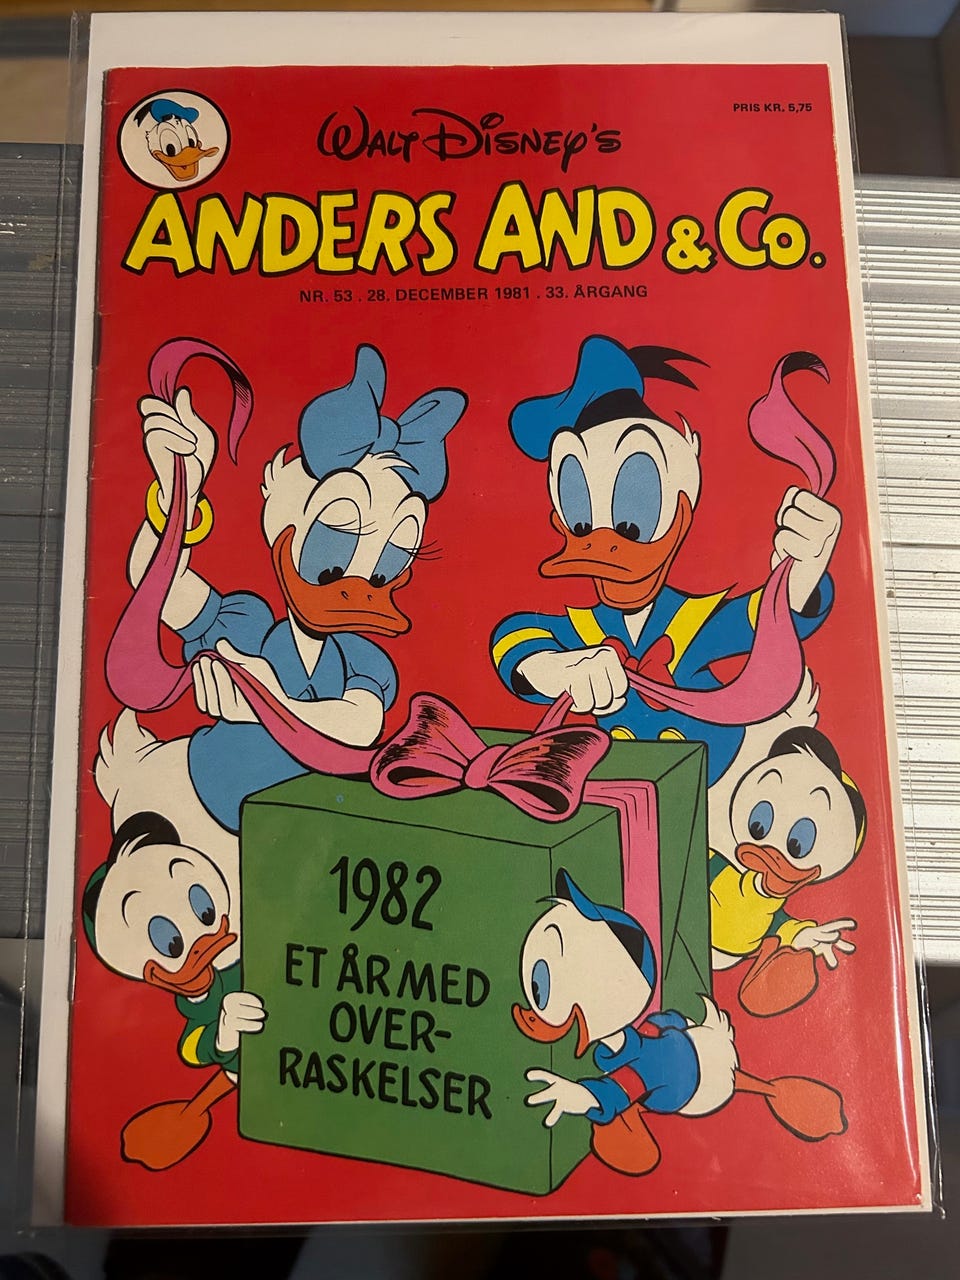 PRIS KR. 5,75
WALT DISNEY'S
ANDERS AND & CO.
NR. 53 . 28. DECEMBER 1981 . 33. ÅRGANG
1982
ET ÅR MED
OVER-
RASKELSER